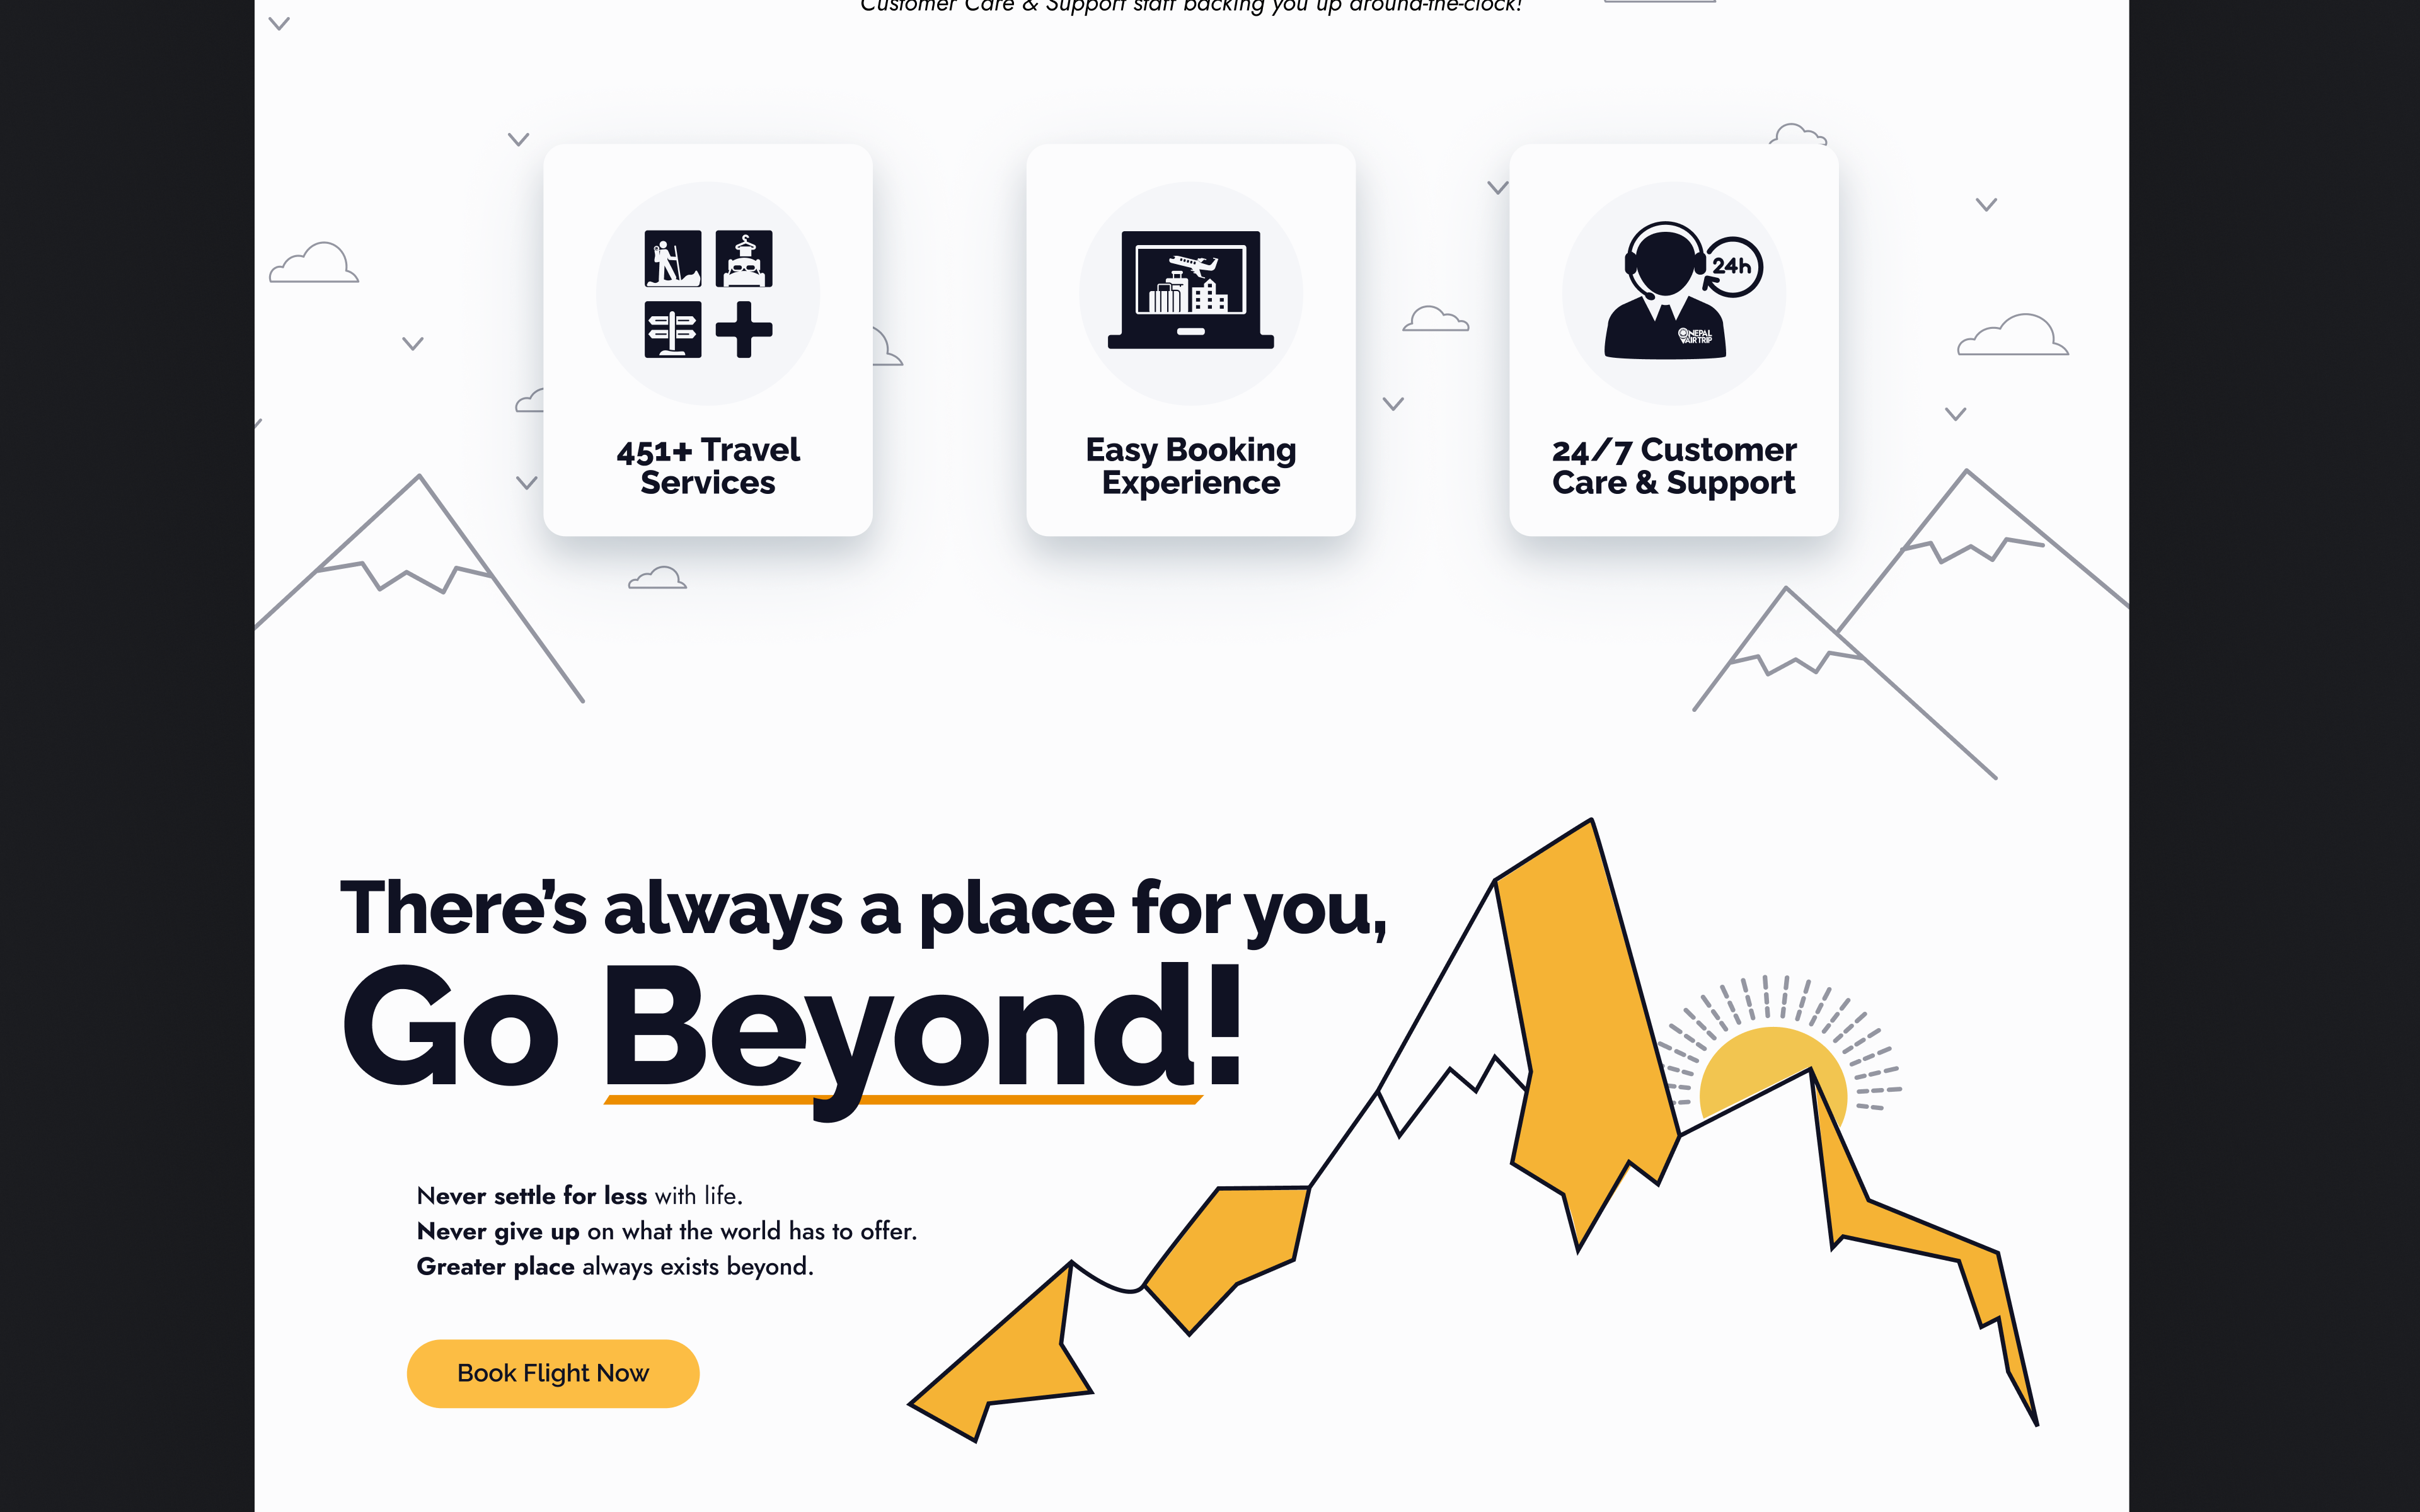 Customer Care & Support staff backing you up around-the-clock!
24h
NEPAL
AIR TRIP
451+ Travel
Services
Easy Booking
Experience
24/7 Customer
Care & Support
There’s always a place for you,
Go Beyond!
Never settle for less with life.
Never give up on what the world has to offer.
Greater place always exists beyond.
Book Flight Now